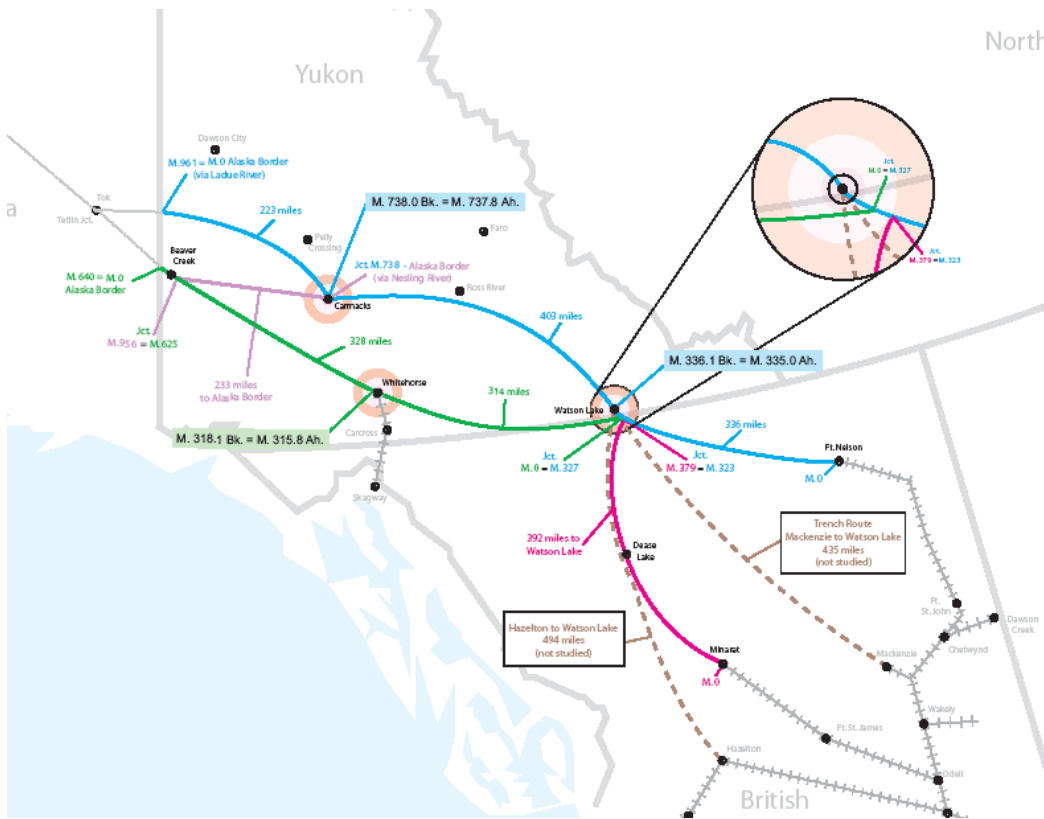 North
Yukon
Dawson City
M.961 = M.0 Alaska Border
(via Ladue River)
Tok
Tatlin Jct.
a
223 miles
M. 738.0 Bk. = M. 737.8 Ah.
Pelly
Crossing
Faro
Beaver
Creek
Jct. M.738 - Alaska Border
(via Nesling River)
M.640 = M.0
Alaska Border
Ross River
Carmacks
Jct.
M.956 = M.625
403 miles
328 miles
233 miles
to Alaska Border
Whitehorse
314 miles
M. 336.1 Bk. = M. 335.0 Ah.
Watson Lake
M. 318.1 Bk. = M. 315.8 Ah.
Carcross
336 miles
Jct.
M.0 = M.327
Jct.
M.379 = M.323
Ft.Nelson
M.0
Skagway
Jct.
M.0 = M.327
Jct.
M.379 = M.323
392 miles to
Watson Lake
Dease
Lake
Trench Route
Mackenzie to Watson Lake
435 miles
(not studied)
Hazelton to Watson Lake
494 miles
(not studied)
Ft.
St.John
Dawson
Creek
Chetwynd
Minaret
M.0
Mackenzie
Wakely
Ft.St.James
Hazelton
Odell
British